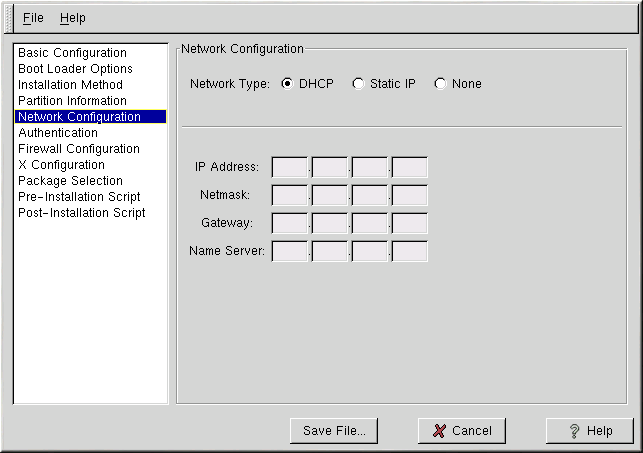 File Help
Basic Configuration
Boot Loader Options
Installation Method
Partition Information
Network Configuration
Authentication
Firewall Configuration
X Configuration
Package Selection
Pre-Installation Script
Post-Installation Script
Network Configuration
Network Type: DHCP Static IP None
IP Address: . . .
Netmask: . . .
Gateway: . . .
Name Server: . . .
Save File... Cancel Help